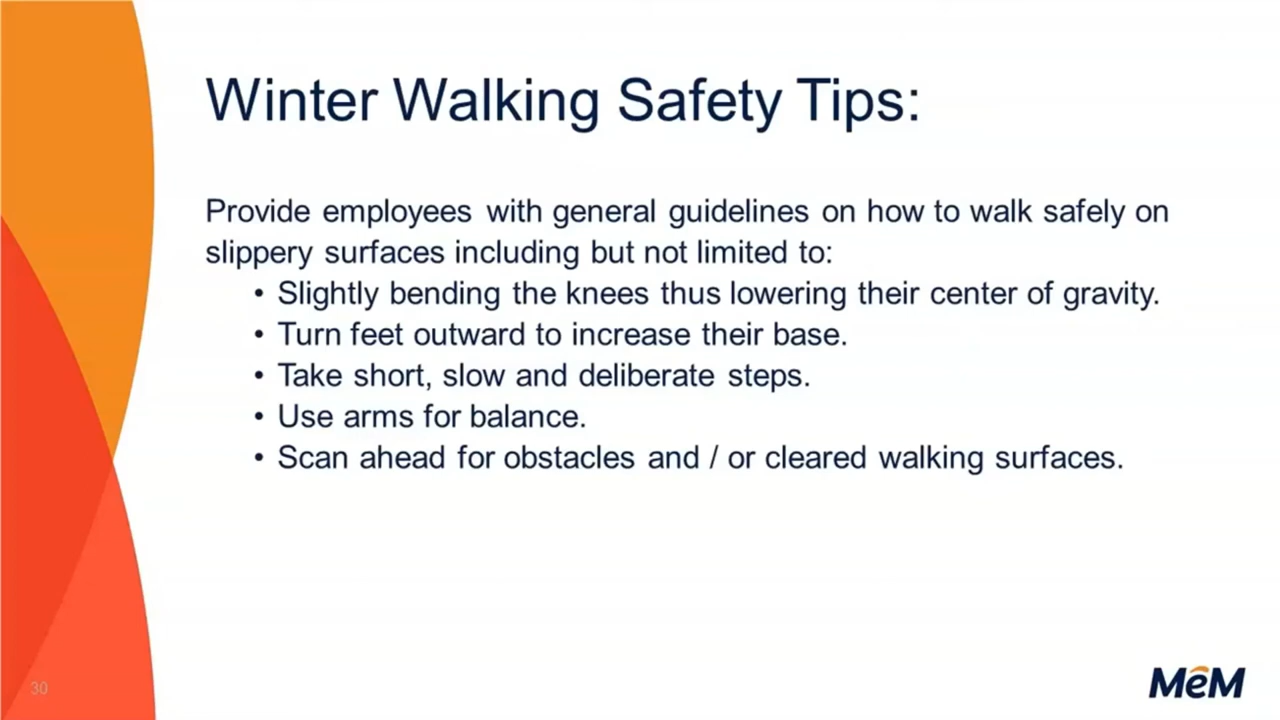 Winter Walking Safety Tips:
Provide employees with general guidelines on how to walk safely on
slippery surfaces including but not limited to:
• Slightly bending the knees thus lowering their center of gravity.
• Turn feet outward to increase their base.
• Take short, slow and deliberate steps.
• Use arms for balance.
• Scan ahead for obstacles and / or cleared walking surfaces.
30
MeM